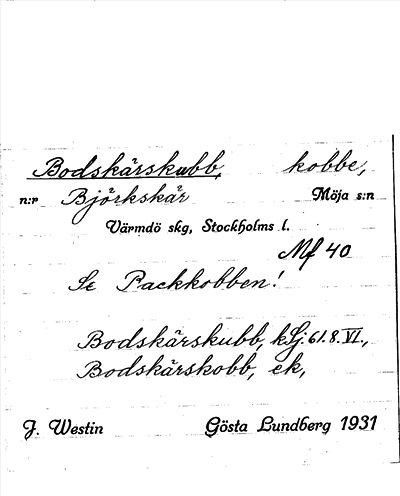 Bodskärskubb, kobbe,
n:r Björkskär Möja s:n
Värmdö skg, Stockholms l.
Mf 40
Se Packkobben!
Bodskärskubb, kSj. 61. 8. VI.,
Bodskärskobb, ek,
J. Westin Gösta Lundberg 1931